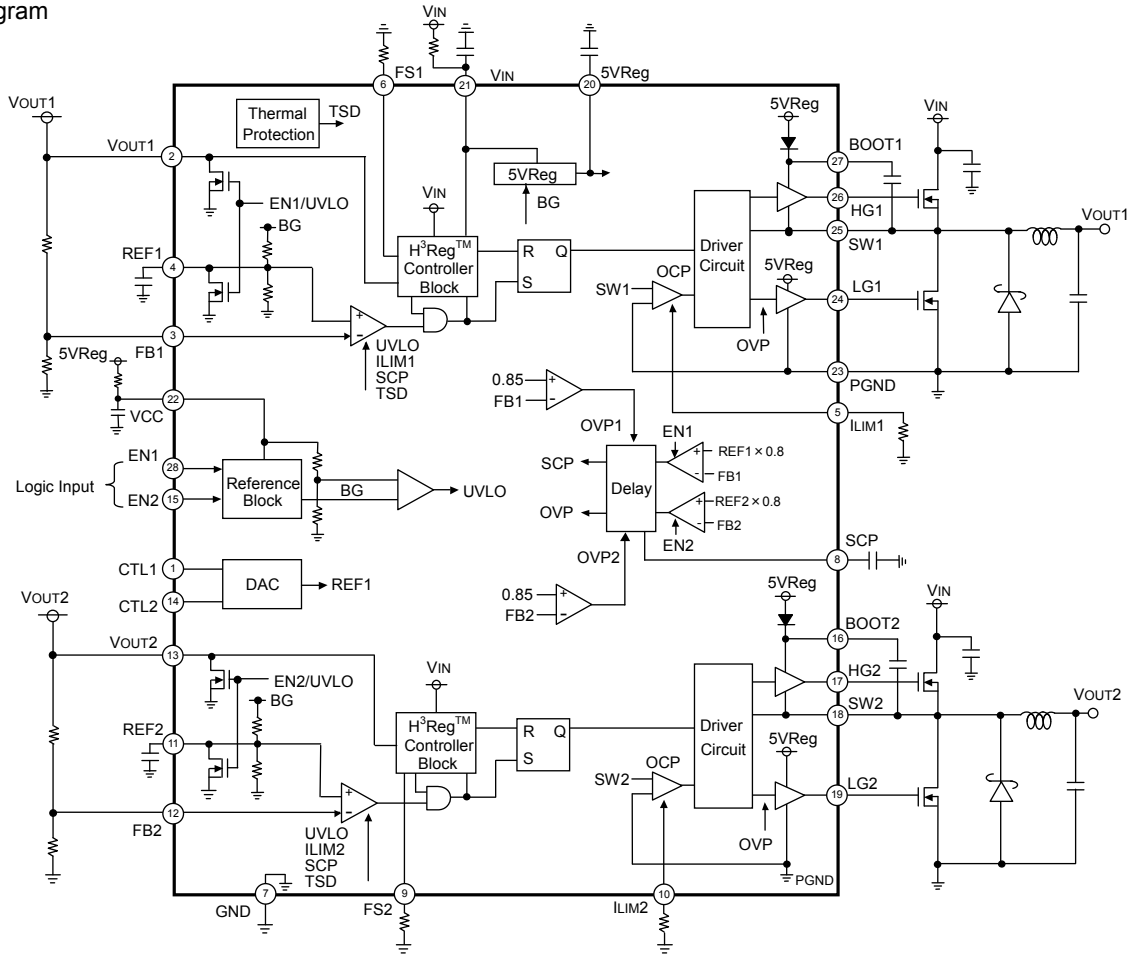 gram
VIN
6
FS1
21
VIN
20
5VReg
VOUT1
Thermal
Protection
TSD
VOUT1
2
EN1/UVLO
BG
REF1
4
3
FB1
VIN
H³Reg™
Controller
Block
5VReg
BG
R
Q
S
UVLO
ILIM1
SCP
TSD
Driver
Circuit
SW1
OCP
5VReg
5VReg
OVP
27
BOOT1
26
HG1
25
SW1
24
LG1
23
PGND
5
ILIM1
VIN
VOUT1
5VReg
22
VCC
Logic Input
EN1
28
EN2
15
Reference
Block
BG
UVLO
0.85
FB1
OVP1
EN1
REF1×0.8
FB1
SCP
OVP
Delay
REF2×0.8
FB2
EN2
OVP2
0.85
FB2
SCP
8
CTL1
1
CTL2
14
DAC
REF1
VOUT2
VOUT2
13
EN2/UVLO
BG
REF2
11
12
FB2
VIN
H³Reg™
Controller
Block
R
Q
S
UVLO
ILIM2
SCP
TSD
Driver
Circuit
SW2
OCP
5VReg
5VReg
OVP
PGND
16
BOOT2
17
HG2
18
SW2
19
LG2
VIN
VOUT2
GND
7
FS2
9
ILIM2
10